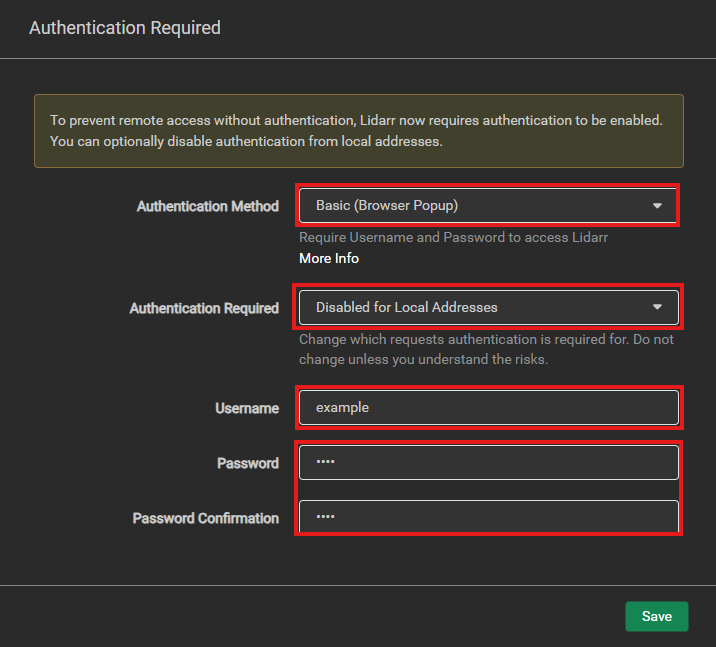 Authentication Required
To prevent remote access without authentication, Lidarr now requires authentication to be enabled.
You can optionally disable authentication from local addresses.
Authentication Method
Basic (Browser Popup)
Require Username and Password to access Lidarr
More Info
Authentication Required
Disabled for Local Addresses
Change which requests authentication is required for. Do not
change unless you understand the risks.
Username
example
Password
••••
Password Confirmation
••••
Save